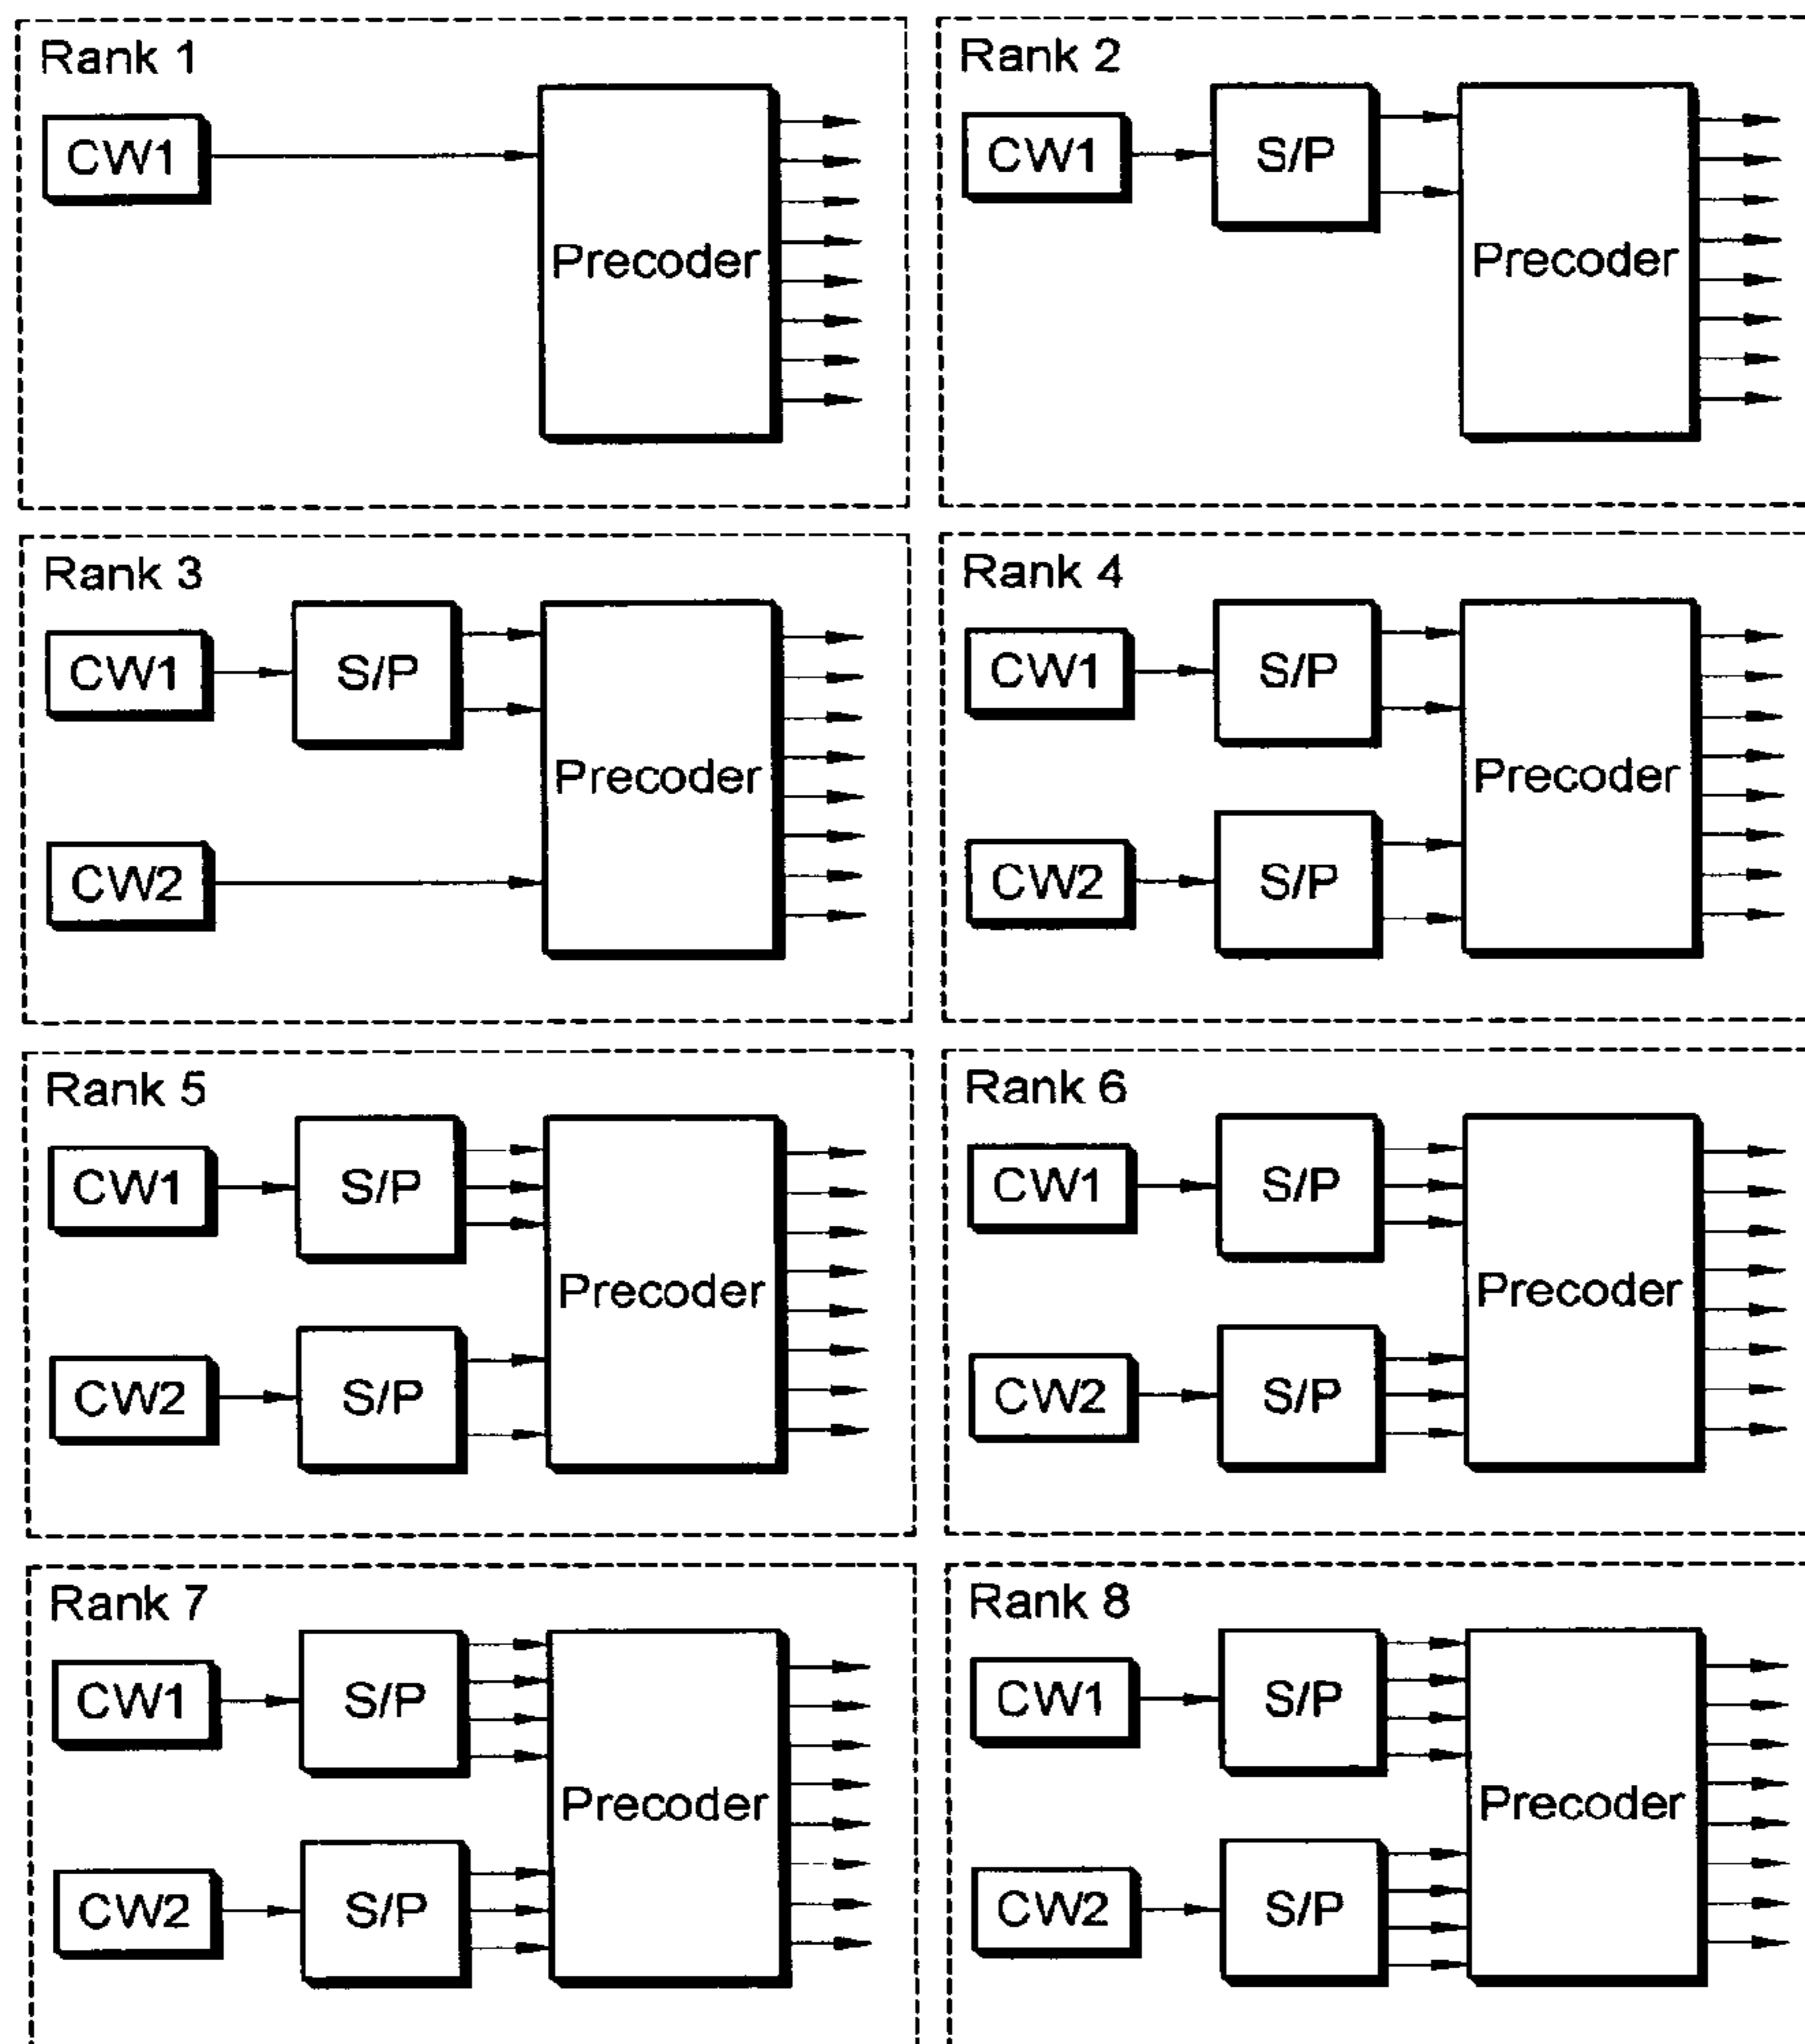 Rank 1
CW1
Precoder
Rank 2
CW1
S/P
Precoder
Rank 3
CW1
S/P
Precoder
CW2
Rank 4
CW1
S/P
Precoder
CW2
S/P
Rank 5
CW1
S/P
Precoder
CW2
S/P
Rank 6
CW1
S/P
Precoder
CW2
S/P
Rank 7
CW1
S/P
Precoder
CW2
S/P
Rank 8
CW1
S/P
Precoder
CW2
S/P